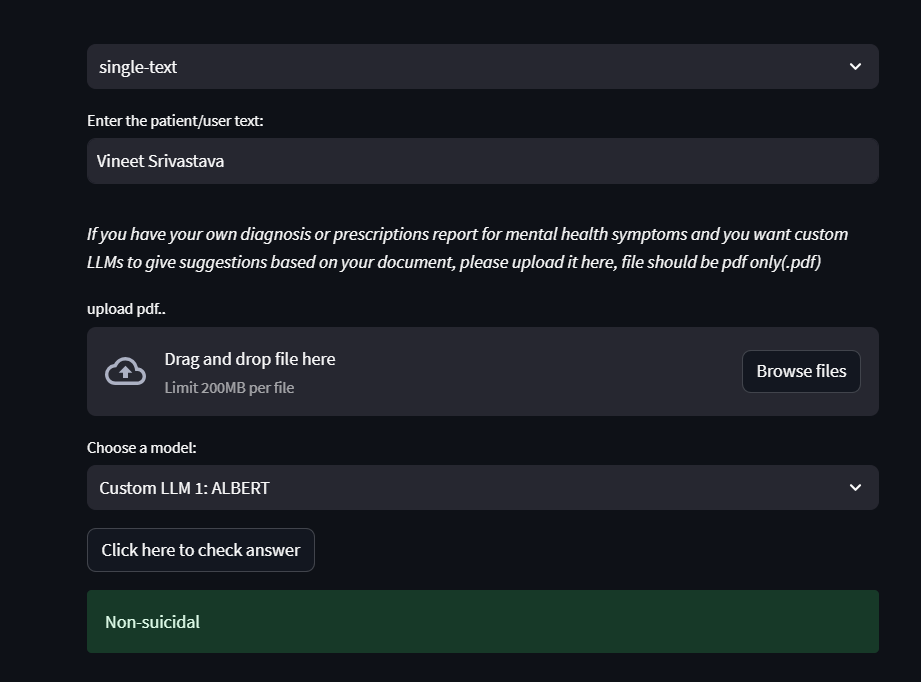 single-text
Enter the patient/user text:
Vineet Srivastava
If you have your own diagnosis or prescriptions report for mental health symptoms and you want custom
LLMs to give suggestions based on your document, please upload it here, file should be pdf only(.pdf)
upload pdf..
Drag and drop file here
Limit 200MB per file
Browse files
Choose a model:
Custom LLM 1: ALBERT
Click here to check answer
Non-suicidal